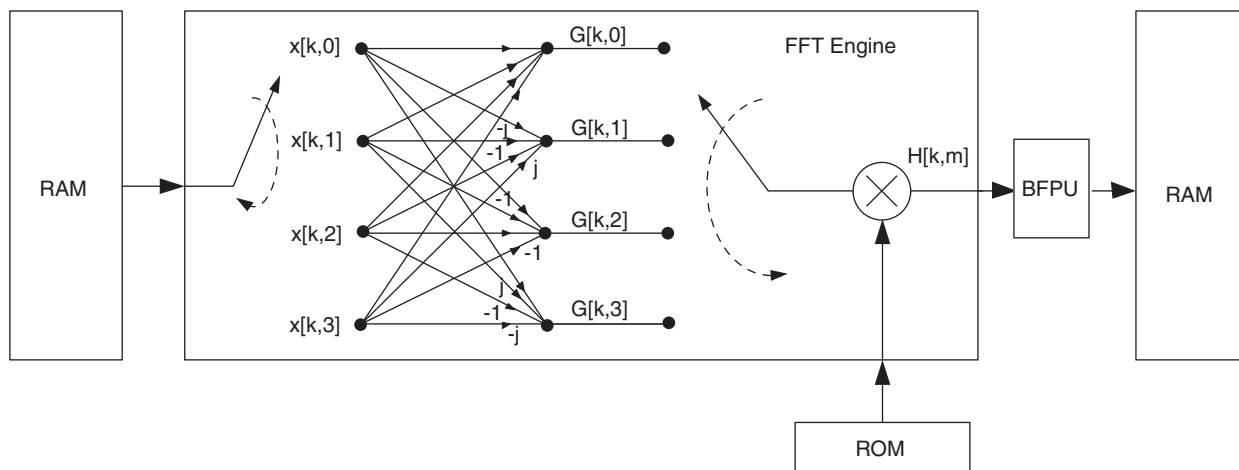 RAM
x[k,0]
x[k,1]
x[k,2]
x[k,3]
-j
-1
j
-1
-1
j
-1
-j
G[k,0]
G[k,1]
G[k,2]
G[k,3]
FFT Engine
H[k,m]
BFPU
RAM
ROM